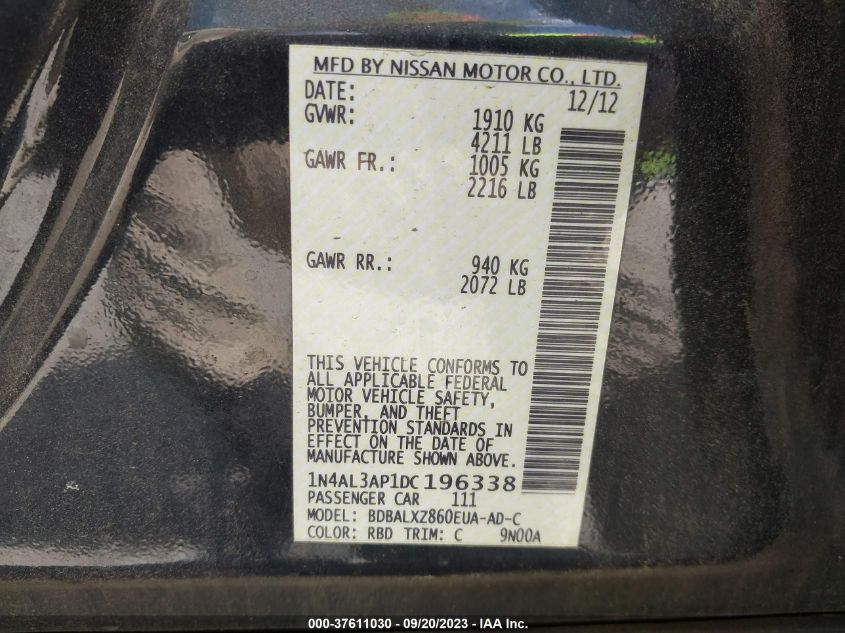 MFD BY NISSAN MOTOR CO., LTD.
DATE: 12/12
GVWR: 1910 KG
4211 LB
GAWR FR.: 1005 KG
2216 LB
GAWR RR.: 940 KG
2072 LB
THIS VEHICLE CONFORMS TO
ALL APPLICABLE FEDERAL
MOTOR VEHICLE SAFETY,
BUMPER, AND THEFT
PREVENTION STANDARDS IN
EFFECT ON THE DATE OF
MANUFACTURE SHOWN ABOVE.
1N4AL3AP1DC196338
PASSENGER CAR 111
MODEL: BDBALXZ860EUA-AD-C
COLOR: RBD TRIM: C 9N00A
000-37611030 - 09/20/2023 - IAA Inc.